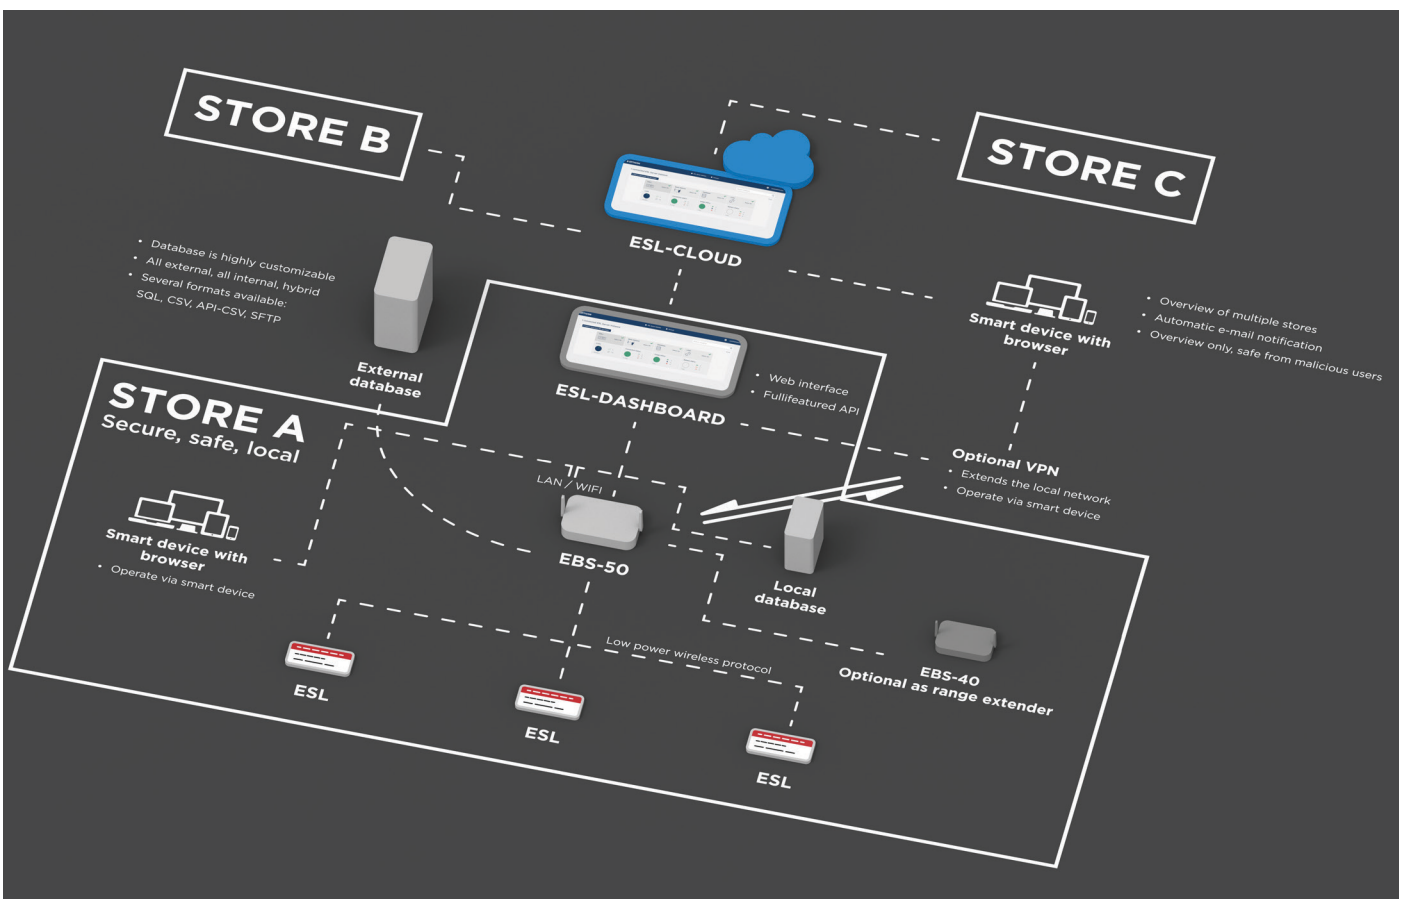 STORE B
STORE C
ESL-CLOUD
• Database is highly customizable
• All external, all internal, hybrid
• Several formats available:
SQL, CSV, API-CSV, SFTP
External
database
Smart device with
browser
• Overview of multiple stores
• Automatic e-mail notification
• Overview only, safe from malicious users
ESL-DASHBOARD
• Web interface
• Fullifeatured API
STORE A
Secure, safe, local
Optional VPN
• Extends the local network
• Operate via smart device
LAN / WIFI
EBS-50
Smart device with
browser
• Operate via smart device
Local
database
EBS-40
Optional as range extender
Low power wireless protocol
ESL
ESL
ESL